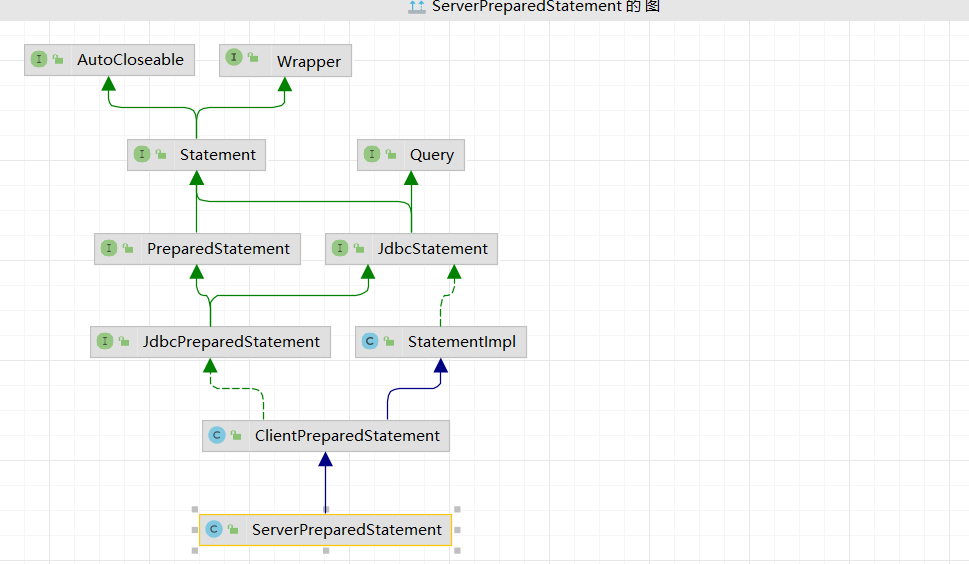 ServerPreparedStatement 的 图
I AutoCloseable
I Wrapper
I Statement
I Query
I PreparedStatement
I JdbcStatement
I JdbcPreparedStatement
C StatementImpl
C ClientPreparedStatement
C ServerPreparedStatement